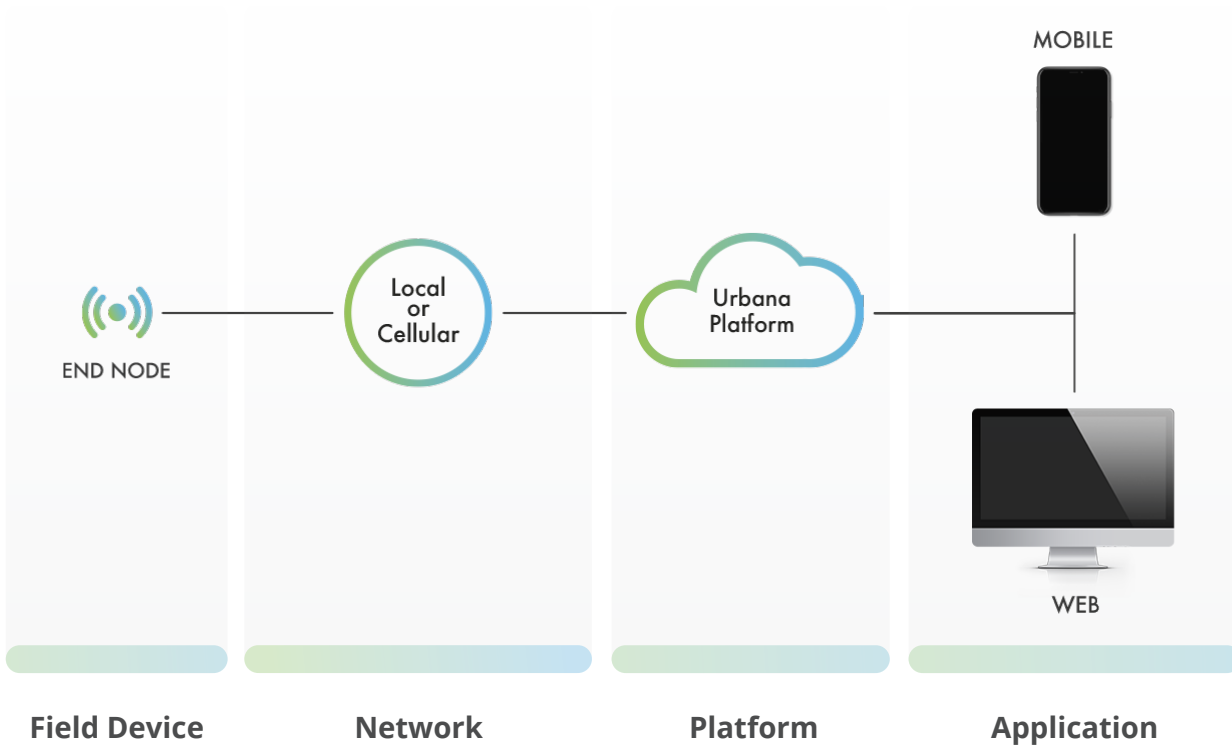 MOBILE
Local
or
Cellular
Urbana
Platform
END NODE
WEB
Field Device
Network
Platform
Application